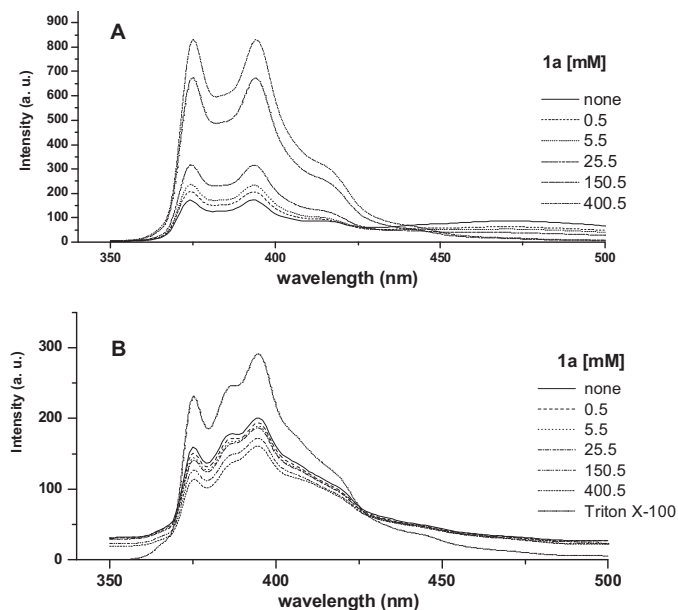 900
800
700
600
500
400
300
200
100
0
Intensity (a. u.)
A
1a [mM]
none
0.5
5.5
25.5
150.5
400.5
350
400
450
500
wavelength (nm)
300
200
100
0
Intensity (a. u.)
B
1a [mM]
none
0.5
5.5
25.5
150.5
400.5
Triton X-100
350
400
450
500
wavelength (nm)